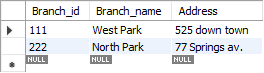 Branch_id Branch_name Address
111 West Park 525 down town
222 North Park 77 Springs av.
NULL NULL NULL